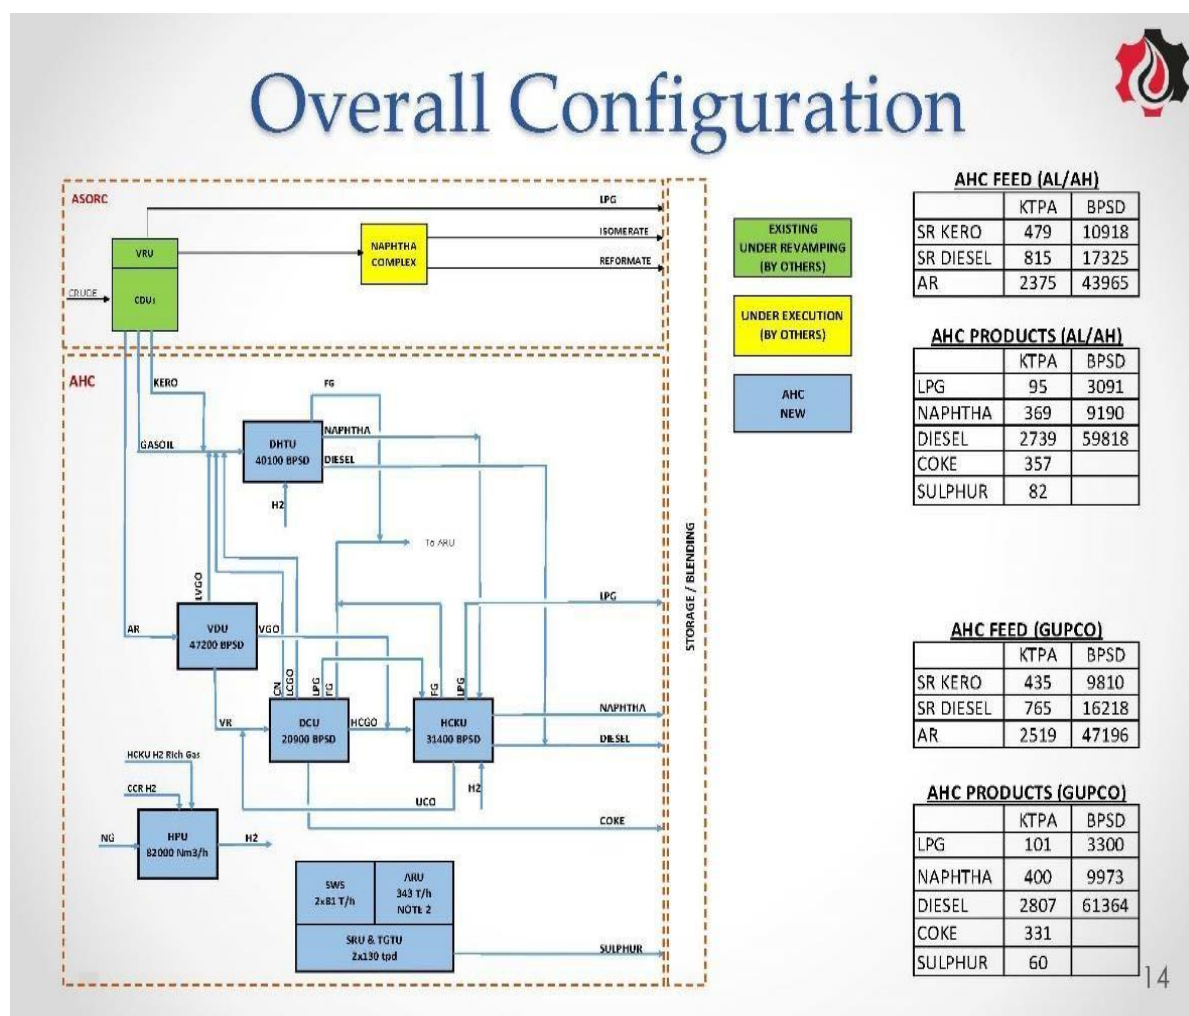 Overall Configuration
ASORC
LPG
ISOMERATE
REFORMATE
VRU
CDUs
CRUDE
NAPHTHA
COMPLEX
EXISTING
UNDER REVAMPING
(BY OTHERS)
UNDER EXECUTION
(BY OTHERS)
AHC
NEW
AHC
KERO
FG
GASOIL
DHTU
40100 BPSD
NAPHTHA
DIESEL
H2
To ARU
LVGO
AR
VDU
47200 BPSD
VGO
CN
LCGO
LPG
FG
FG
LPG
LPG
VR
DCU
20900 BPSD
HCGO
HCKU
31400 BPSD
NAPHTHA
DIESEL
H2
UCO
COKE
HCKU H2 Rich Gas
CCR H2
NG
HPU
82000 Nm3/h
H2
SWS
2x81 T/h
ARU
343 T/h
NOTE 2
SRU & TGTU
2x130 tpd
SULPHUR
STORAGE / BLENDING
AHC FEED (AL/AH)
KTPA BPSD
SR KERO 479 10918
SR DIESEL 815 17325
AR 2375 43965
AHC PRODUCTS (AL/AH)
KTPA BPSD
LPG 95 3091
NAPHTHA 369 9190
DIESEL 2739 59818
COKE 357
SULPHUR 82
AHC FEED (GUPCO)
KTPA BPSD
SR KERO 435 9810
SR DIESEL 765 16218
AR 2519 47196
AHC PRODUCTS (GUPCO)
KTPA BPSD
LPG 101 3300
NAPHTHA 400 9973
DIESEL 2807 61364
COKE 331
SULPHUR 60
14